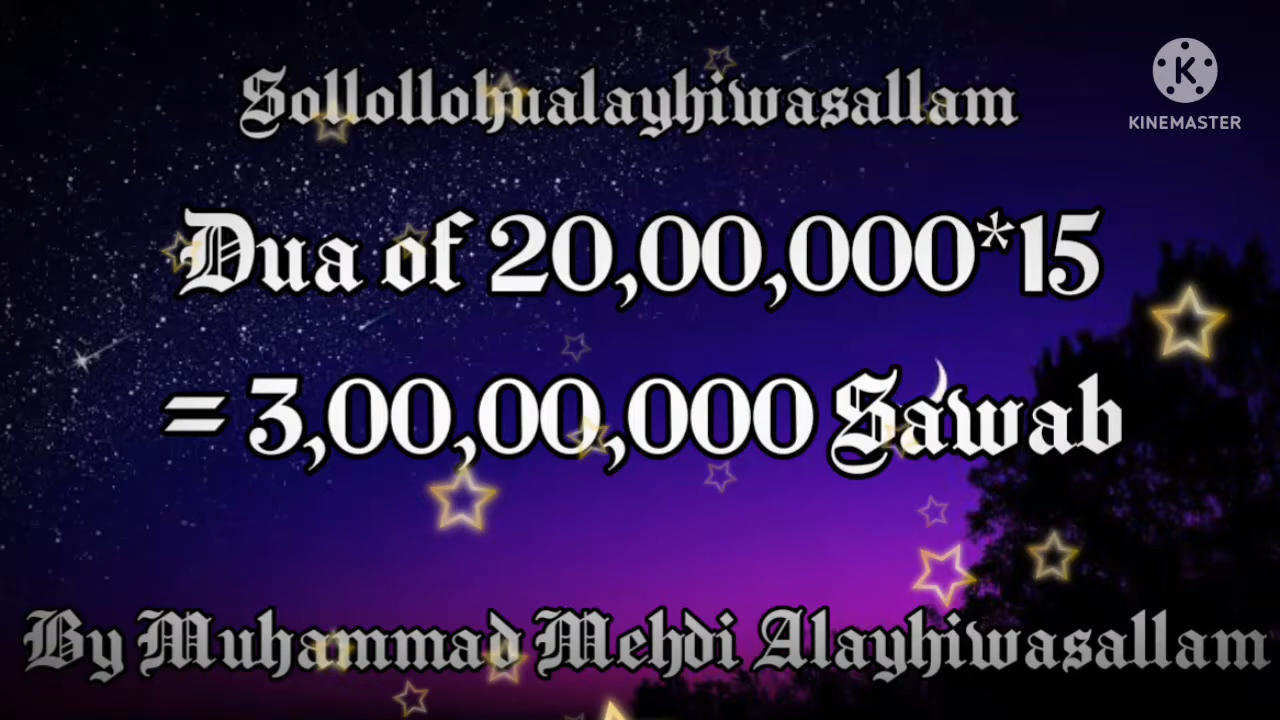 Sollollohualayhiwasallam
KINEMASTER
Dua of 20,00,000*15
= 3,00,00,000 Sawab
By Muhammad Mehdi Alayhiwasallam